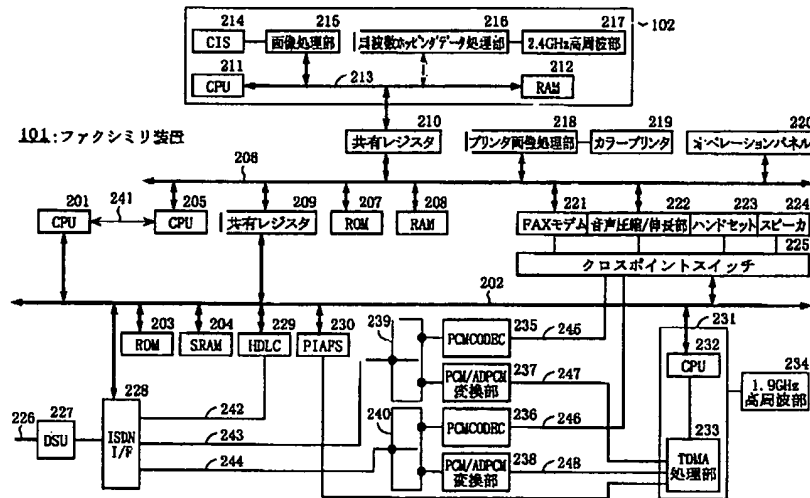 214 215 216 217 102
CIS 画像処理部 周波数ホッピングデータ処理部 2.4GHz高周波部
211 213 212
CPU RAM
101:ファクシミリ装置
210 218 219 220
共有レジスタ プリンタ画像処理部 カラープリンタ オペレーションパネル
206
201 241 205 209 207 208 221 222 223 224
CPU CPU 共有レジスタ ROM RAM FAXモデム 音声圧縮/伸長部 ハンドセット スピーカ
225
クロスポイントスイッチ
202
203 204 229 230 239 235 246 231
ROM SRAM HDLC PIAFS PCMCODEC 232
CPU 234
1.9GHz
高周波部
228 237 247
PCM/ADPCM
変換部
226 227 242 240 236 246 233
DSU ISDN
I/F 243 PCMCODEC TDMA
処理部
244 238 248
PCM/ADPCM
変換部